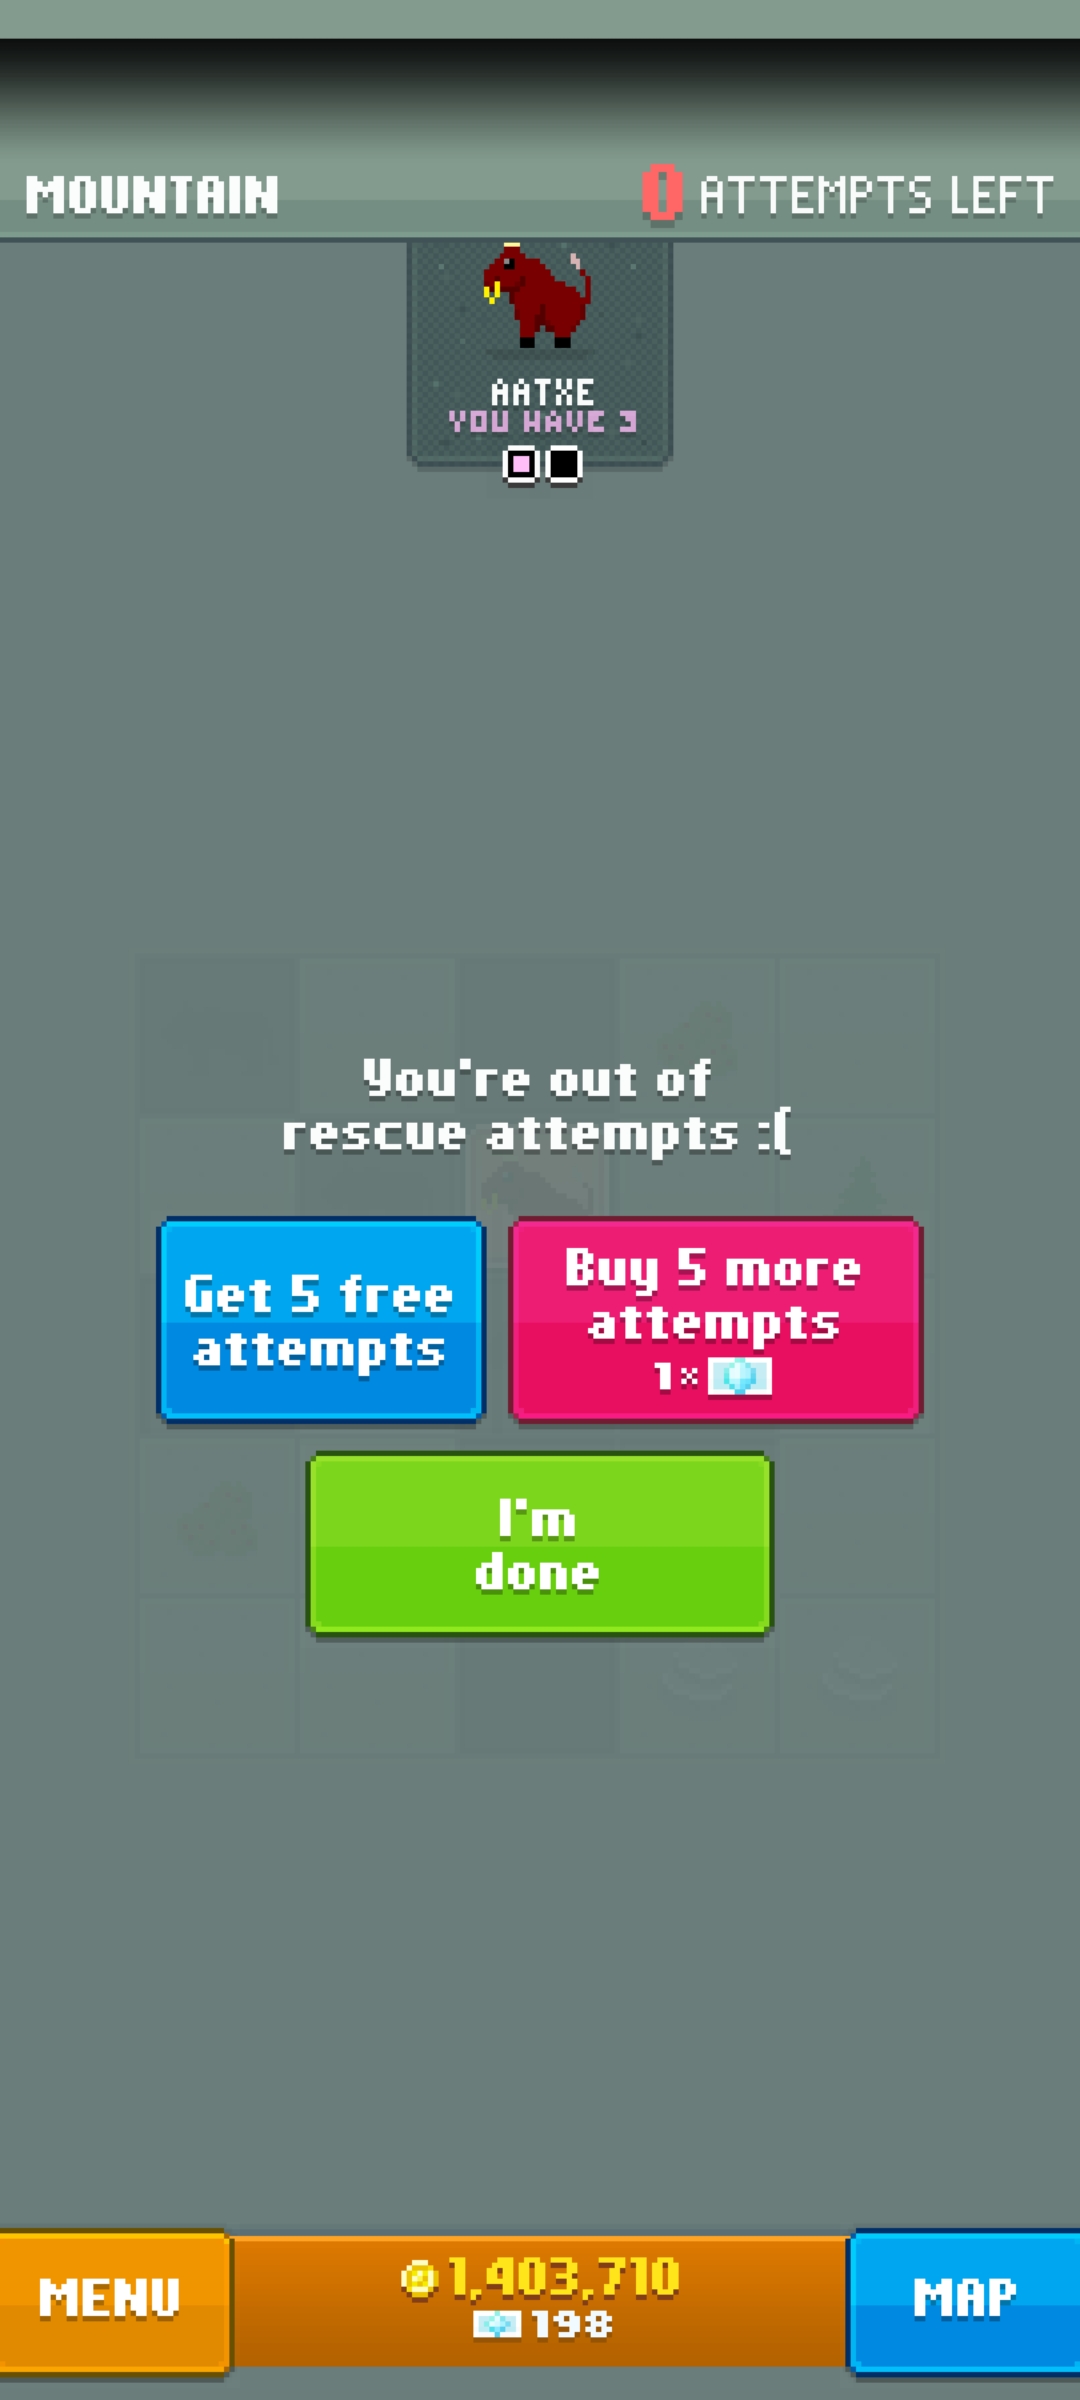 MOUNTAIN
0 ATTEMPTS LEFT
AATXE
YOU HAVE 3
You're out of
rescue attempts :(
Get 5 free
attempts
Buy 5 more
attempts
1×
I'm
done
MENU
1,403,710
198
MAP